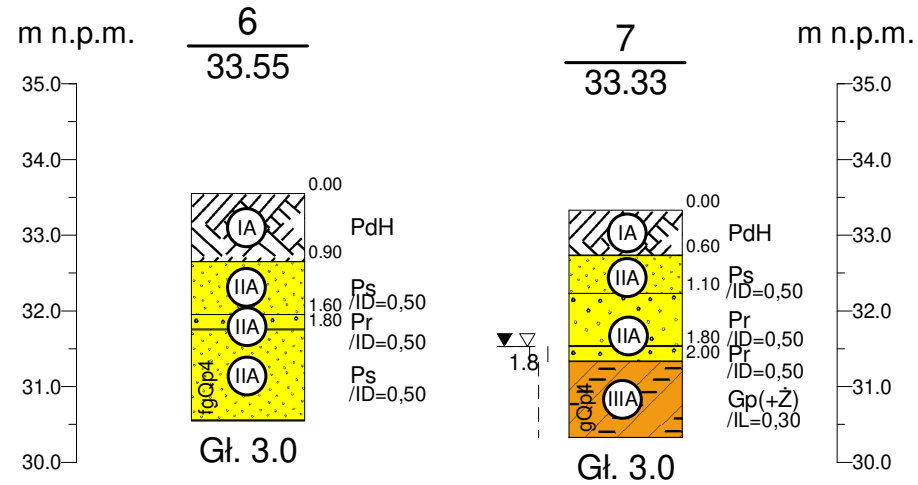 m n.p.m.
6
33.55
7
33.33
m n.p.m.
35.0
34.0
33.0
32.0
31.0
30.0
0.00
IA
PdH
0.90
IIA
Ps
/ID=0,50
1.60
1.80
IIA
Pr
/ID=0,50
IIA
Ps
/ID=0,50
fgQp4
Gł. 3.0
0.00
IA
PdH
0.60
IIA
Ps
/ID=0,50
1.10
IIA
Pr
/ID=0,50
1.80
1.8
2.00
Pr
/ID=0,50
IIIA
Gp(+Ż)
/IL=0,30
gQp4
Gł. 3.0
35.0
34.0
33.0
32.0
31.0
30.0